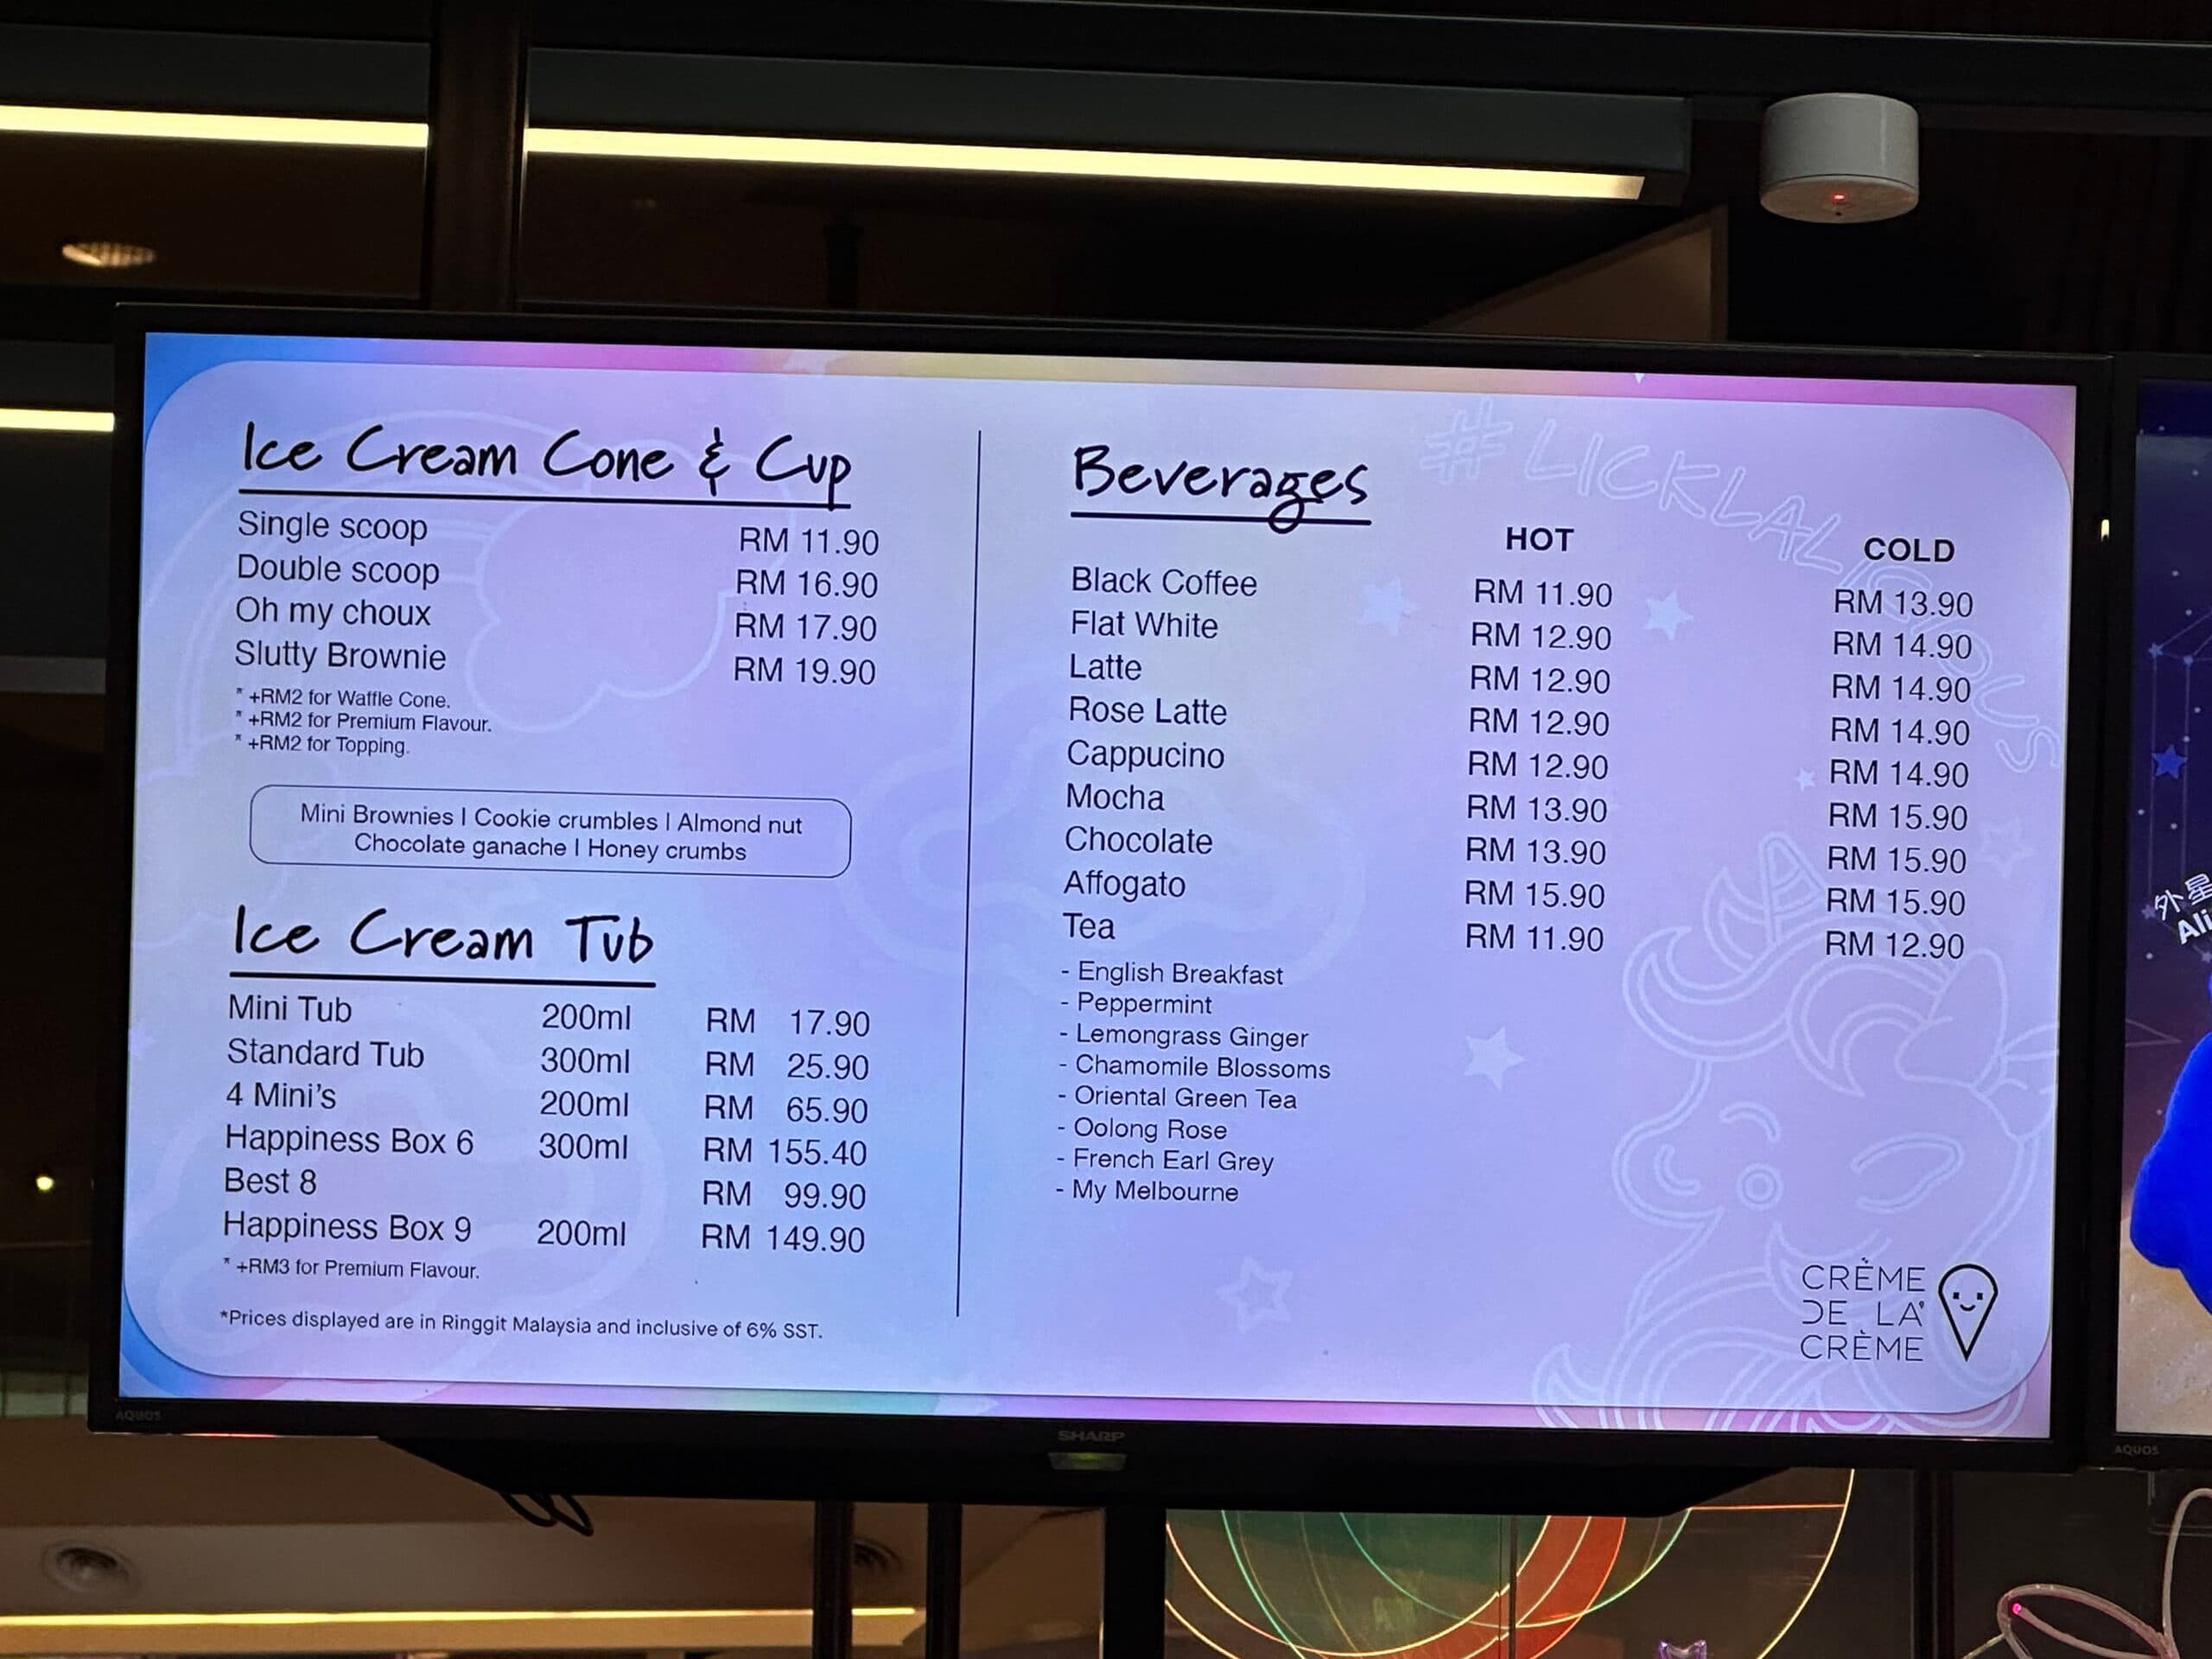 #LICKLALICIOUS
Ice Cream Cone & Cup
Single scoop RM 11.90
Double scoop RM 16.90
Oh my choux RM 17.90
Slutty Brownie RM 19.90
* +RM2 for Waffle Cone.
* +RM2 for Premium Flavour.
* +RM2 for Topping.
Mini Brownies | Cookie crumbles | Almond nut
Chocolate ganache | Honey crumbs
Ice Cream Tub
Mini Tub 200ml RM 17.90
Standard Tub 300ml RM 25.90
4 Mini's 200ml RM 65.90
Happiness Box 6 300ml RM 155.40
Best 8 RM 99.90
Happiness Box 9 200ml RM 149.90
* +RM3 for Premium Flavour.
*Prices displayed are in Ringgit Malaysia and inclusive of 6% SST.
Beverages
HOT COLD
Black Coffee RM 11.90 RM 13.90
Flat White RM 12.90 RM 14.90
Latte RM 12.90 RM 14.90
Rose Latte RM 12.90 RM 14.90
Cappucino RM 12.90 RM 14.90
Mocha RM 13.90 RM 15.90
Chocolate RM 13.90 RM 15.90
Affogato RM 15.90 RM 15.90
Tea RM 11.90 RM 12.90
- English Breakfast
- Peppermint
- Lemongrass Ginger
- Chamomile Blossoms
- Oriental Green Tea
- Oolong Rose
- French Earl Grey
- My Melbourne
CRÈME
DE LA
CRÈME
AQUOS
SHARP
外星
Ali
AQUOS